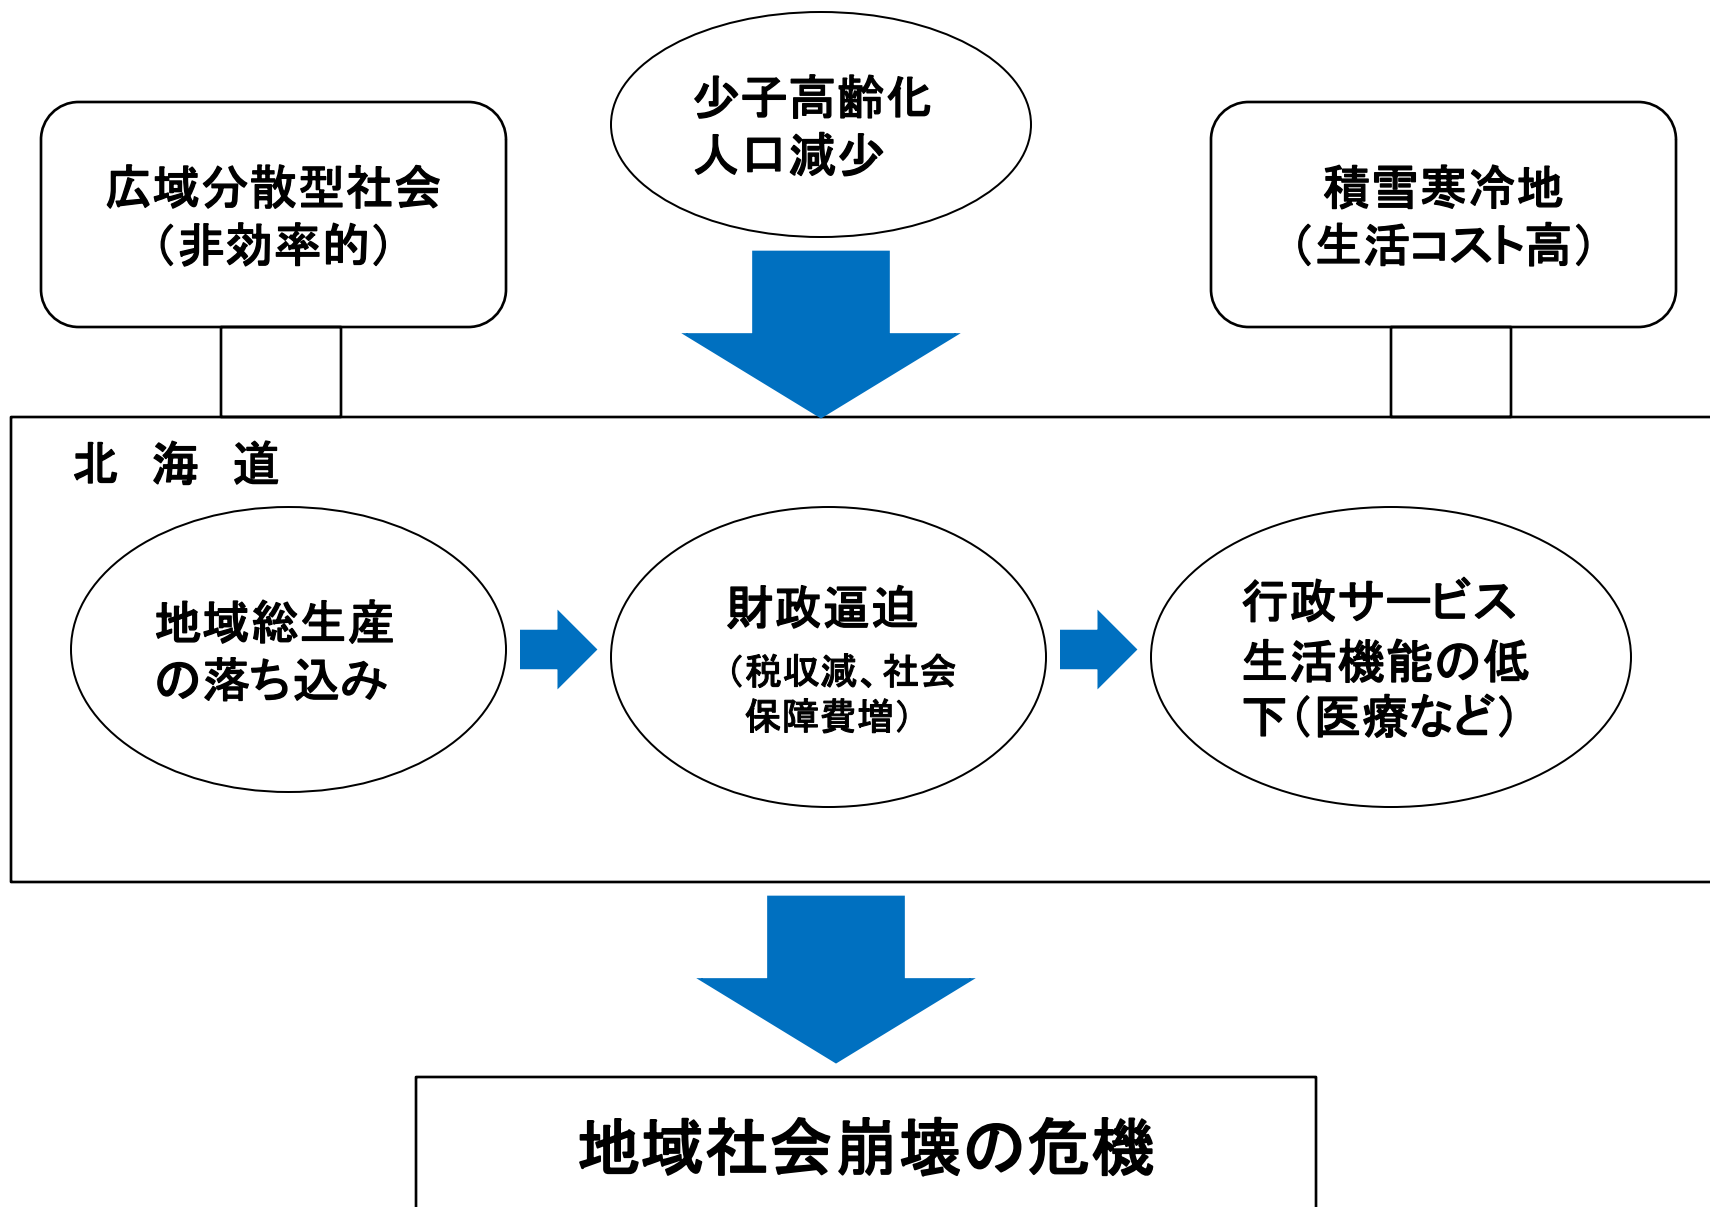 少子高齢化
人口減少
広域分散型社会
（非効率的）
積雪寒冷地
（生活コスト高）
北 海 道
地域総生産
の落ち込み
財政逼迫
（税収減、社会
保障費増）
行政サービス
生活機能の低
下（医療など）
地域社会崩壊の危機